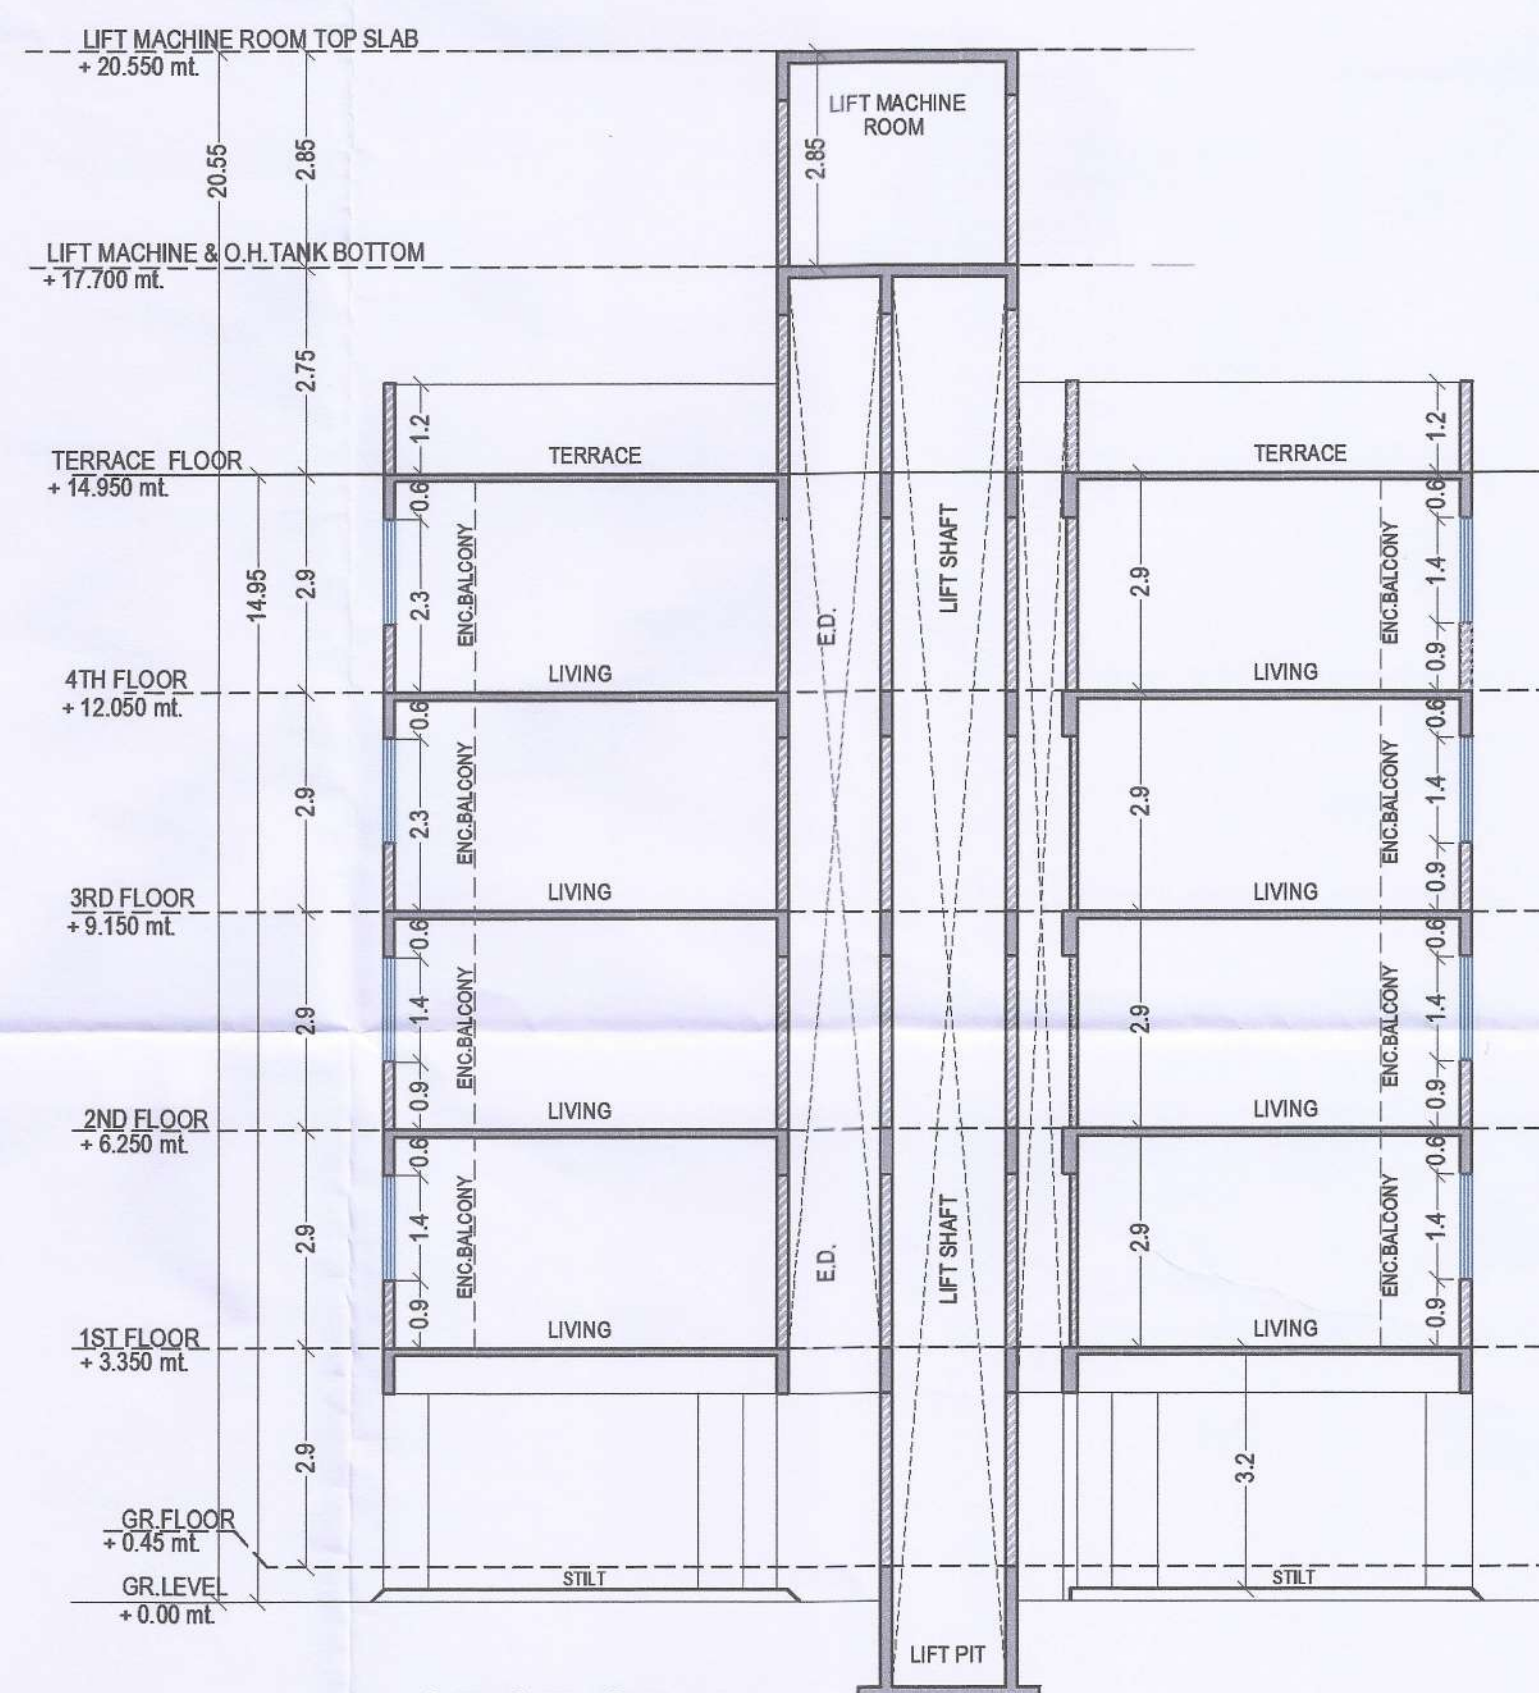 LIFT MACHINE ROOM TOP SLAB
+ 20.550 mt.
LIFT MACHINE
ROOM
20.55
2.85
2.85
LIFT MACHINE & O.H.TANK BOTTOM
+ 17.700 mt.
2.75
1.2
1.2
TERRACE FLOOR
TERRACE
TERRACE
+ 14.950 mt.
0.6
0.6
14.95
2.9
2.3
ENC.BALCONY
E.D.
LIFT SHAFT
2.9
ENC.BALCONY
1.4
0.9
4TH FLOOR
LIVING
LIVING
+ 12.050 mt.
0.6
0.6
2.9
2.3
ENC.BALCONY
2.9
ENC.BALCONY
1.4
0.9
3RD FLOOR
LIVING
LIVING
+ 9.150 mt.
0.6
0.6
2.9
1.4
0.9
ENC.BALCONY
2.9
ENC.BALCONY
1.4
0.9
2ND FLOOR
LIVING
LIVING
+ 6.250 mt.
0.6
0.6
2.9
1.4
0.9
ENC.BALCONY
E.D.
LIFT SHAFT
2.9
ENC.BALCONY
1.4
0.9
1ST FLOOR
LIVING
LIVING
+ 3.350 mt.
2.9
3.2
GR.FLOOR
+ 0.45 mt.
GR.LEVEL
STILT
STILT
+ 0.00 mt.
LIFT PIT